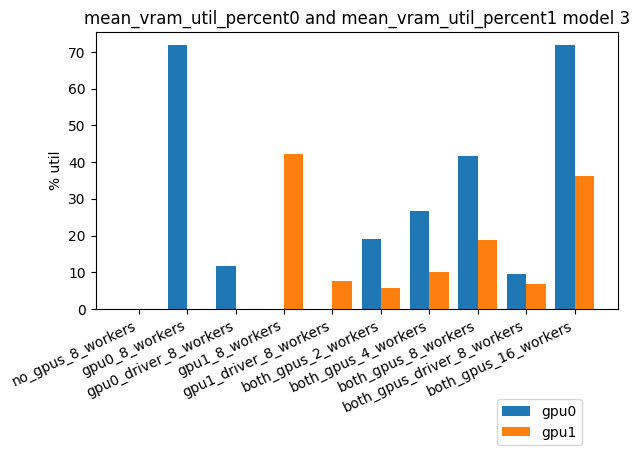 mean_vram_util_percent0 and mean_vram_util_percent1 model 3
% util
70
60
50
40
30
20
10
0
no_gpus_8_workers
gpu0_8_workers
gpu0_driver_8_workers
gpu1_8_workers
gpu1_driver_8_workers
both_gpus_2_workers
both_gpus_4_workers
both_gpus_8_workers
both_gpus_driver_8_workers
both_gpus_16_workers
gpu0
gpu1